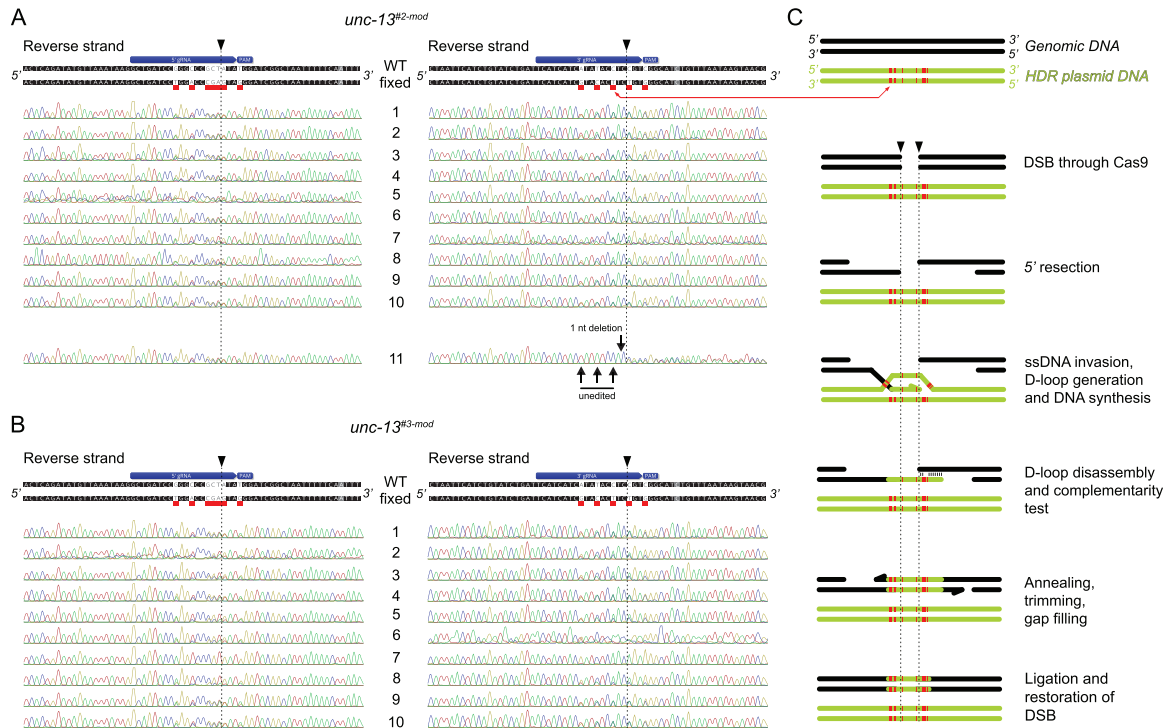 A
unc-13#2-mod
Reverse strand
5' gRNA
PAM
3' gRNA
PAM
WT
fixed
5'
3'
3'
1
2
3
4
5
6
7
8
9
10
1 nt deletion
11
unedited
B
unc-13#3-mod
Reverse strand
Reverse strand
5' gRNA
PAM
3' gRNA
PAM
WT
fixed
5'
3'
3'
1
2
3
4
5
6
7
8
9
10
C
5' 3'
3' 5'
Genomic DNA
5' 3'
3' 5'
HDR plasmid DNA
DSB through Cas9
5' resection
ssDNA invasion,
D-loop generation
and DNA synthesis
D-loop disassembly
and complementarity
test
Annealing,
trimming,
gap filling
Ligation and
restoration of
DSB